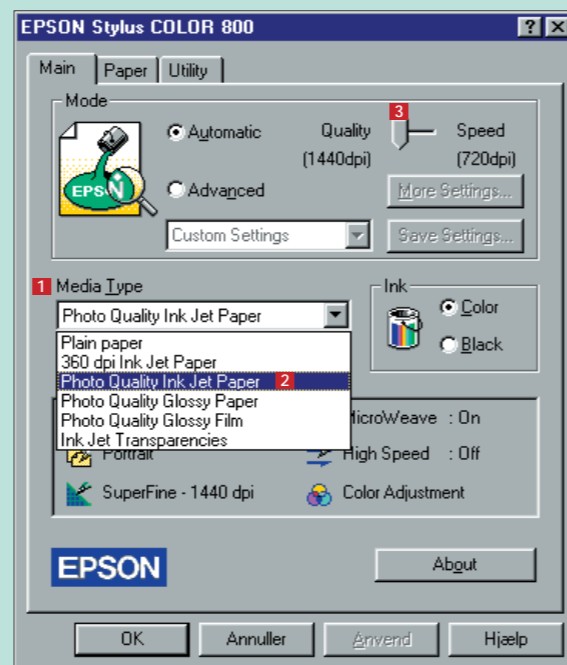 EPSON Stylus COLOR 800
Main Paper Utility
Mode
3
Automatic Quality Speed
(1440dpi) (720dpi)
EPSON
Advanced More Settings...
Custom Settings Save Settings...
1 Media Type
Photo Quality Ink Jet Paper
Plain paper
360 dpi Ink Jet Paper
Photo Quality Ink Jet Paper 2
Photo Quality Glossy Paper
Photo Quality Glossy Film
Ink Jet Transparencies
Ink
Color
Black
MicroWeave : On
Portrait High Speed : Off
SuperFine - 1440 dpi Color Adjustment
EPSON About
OK Annuller Anvend Hjælp